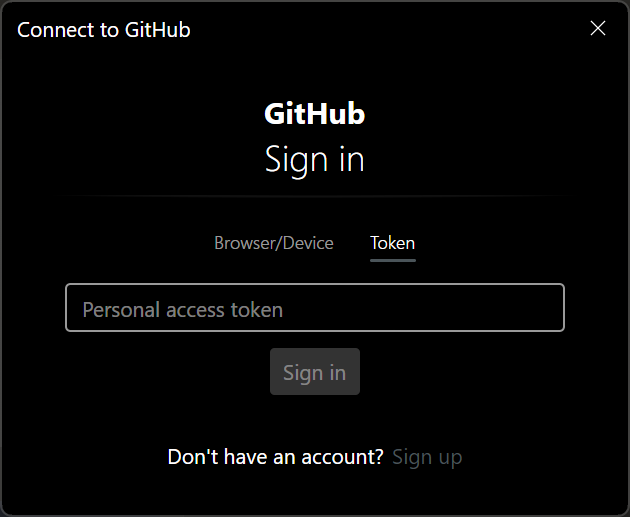 Connect to GitHub
GitHub
Sign in
Browser/Device Token
Personal access token
Sign in
Don't have an account? Sign up